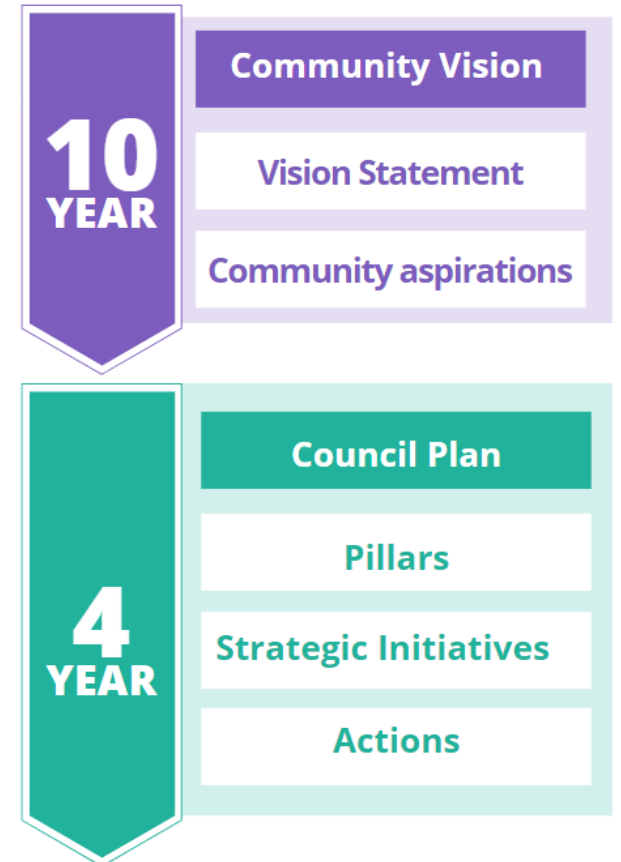 10
YEAR
Community Vision
Vision Statement
Community aspirations
4
YEAR
Council Plan
Pillars
Strategic Initiatives
Actions